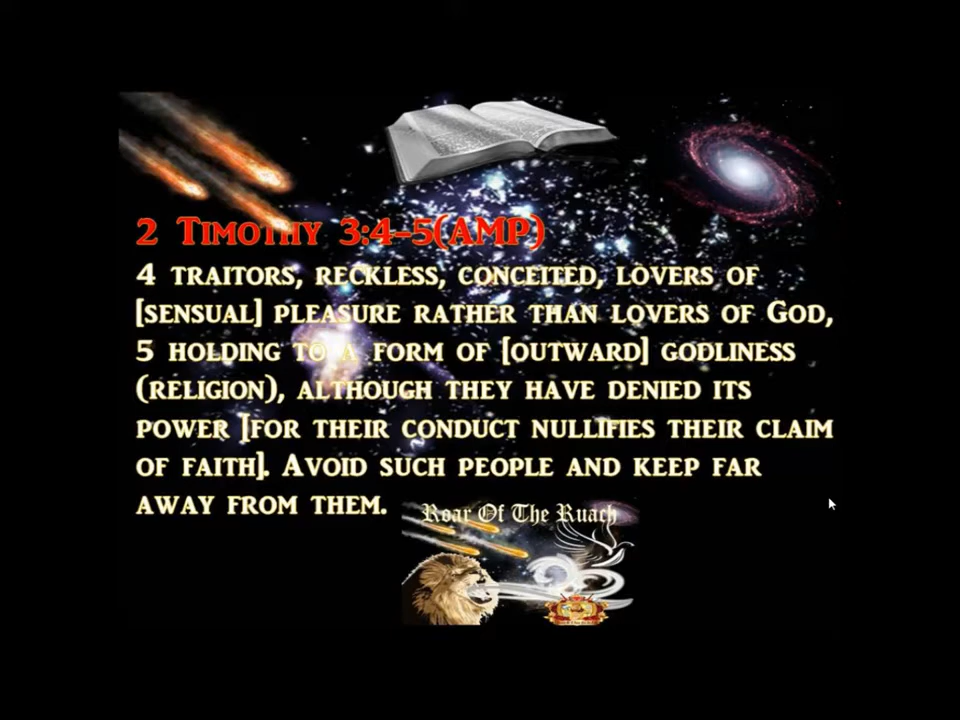 2 Timothy 3:4-5(AMP)
4 traitors, reckless, conceited, lovers of
[sensual] pleasure rather than lovers of God,
5 holding to a form of [outward] godliness
(religion), although they have denied its
power [for their conduct nullifies their claim
of faith]. Avoid such people and keep far
away from them.
Roar Of The Ruach